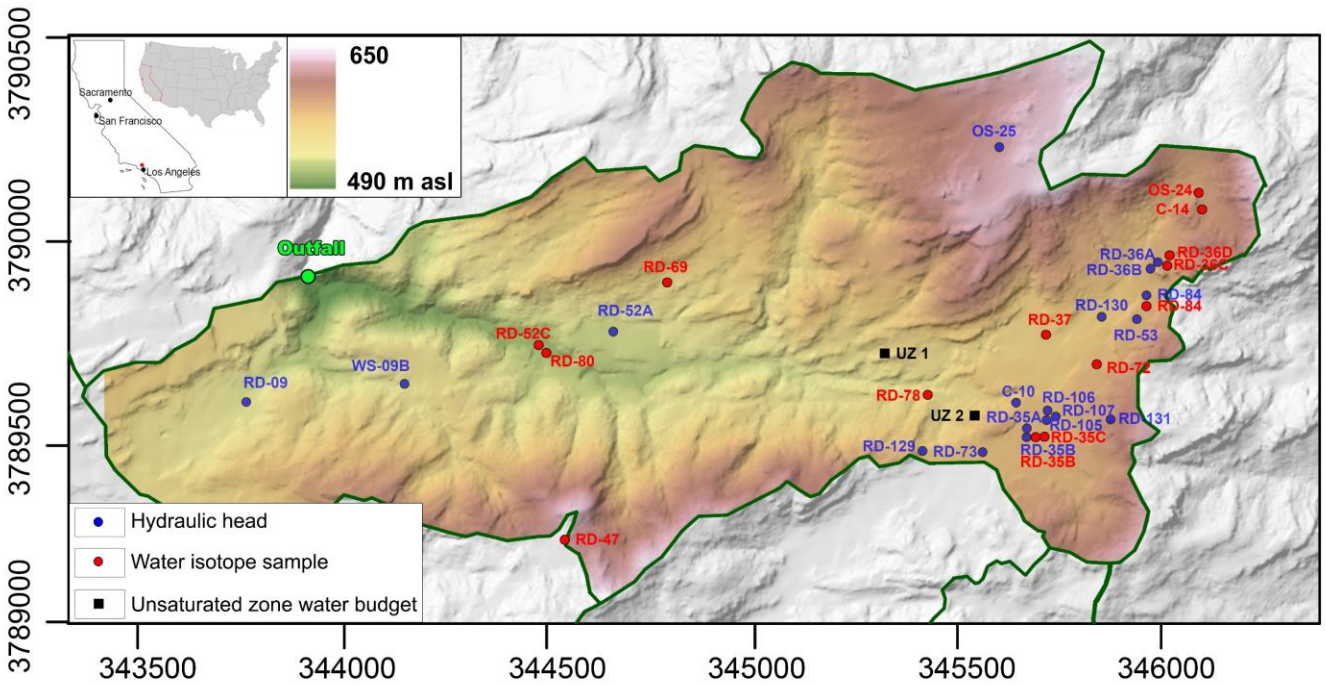 3790500
650
Sacramento
San Francisco
Los Angeles
490 m asl
OS-25
OS-24
C-14
3790000
Outfall
RD-36A
RD-36D
RD-36B
RD-36C
RD-69
RD-84
RD-52A
RD-130
RD-84
RD-37
RD-53
RD-52C
RD-80
UZ 1
RD-72
WS-09B
RD-09
RD-78
C-10
RD-106
UZ 2
RD-35A
RD-107
RD-131
RD-105
3789500
RD-129
RD-73
RD-35C
RD-35B
RD-35B
Hydraulic head
RD-47
Water isotope sample
Unsaturated zone water budget
3789000
343500
344000
344500
345000
345500
346000